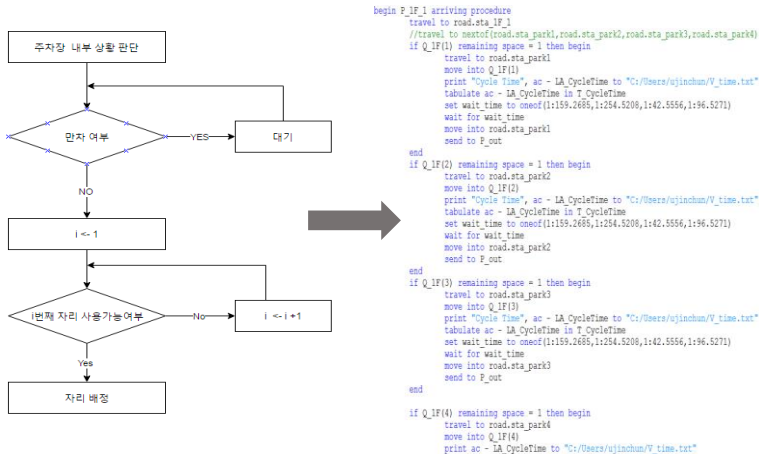 주차장 내부 상황 판단
만차 여부
YES
대기
NO
i <- 1
i번째 자리 사용가능여부
No
i <- i +1
Yes
자리 배정
begin P_1F_1 arriving procedure
travel to road.sta_1F_1
//travel to nextof(road.sta_park1,road.sta_park2,road.sta_park3,road.sta_park4)
if Q_1F(1) remaining space = 1 then begin
travel to road.sta_park1
move into Q_1F(1)
print "Cycle Time", ac - LA_CycleTime to "C:/Users/ujinchun/V_time.txt"
tabulate ac - LA_CycleTime in T_CycleTime
set wait_time to oneof(1:159.2685,1:254.5208,1:42.5556,1:96.5271)
wait for wait_time
move into road.sta_park1
send to P_out
end
if Q_1F(2) remaining space = 1 then begin
travel to road.sta_park2
move into Q_1F(2)
print "Cycle Time", ac - LA_CycleTime to "C:/Users/ujinchun/V_time.txt"
tabulate ac - LA_CycleTime in T_CycleTime
set wait_time to oneof(1:159.2685,1:254.5208,1:42.5556,1:96.5271)
wait for wait_time
move into road.sta_park2
send to P_out
end
if Q_1F(3) remaining space = 1 then begin
travel to road.sta_park3
move into Q_1F(3)
print "Cycle Time", ac - LA_CycleTime to "C:/Users/ujinchun/V_time.txt"
tabulate ac - LA_CycleTime in T_CycleTime
set wait_time to oneof(1:159.2685,1:254.5208,1:42.5556,1:96.5271)
wait for wait_time
move into road.sta_park3
send to P_out
end
if Q_1F(4) remaining space = 1 then begin
travel to road.sta_park4
move into Q_1F(4)
print ac - LA_CycleTime to "C:/Users/ujinchun/V_time.txt"